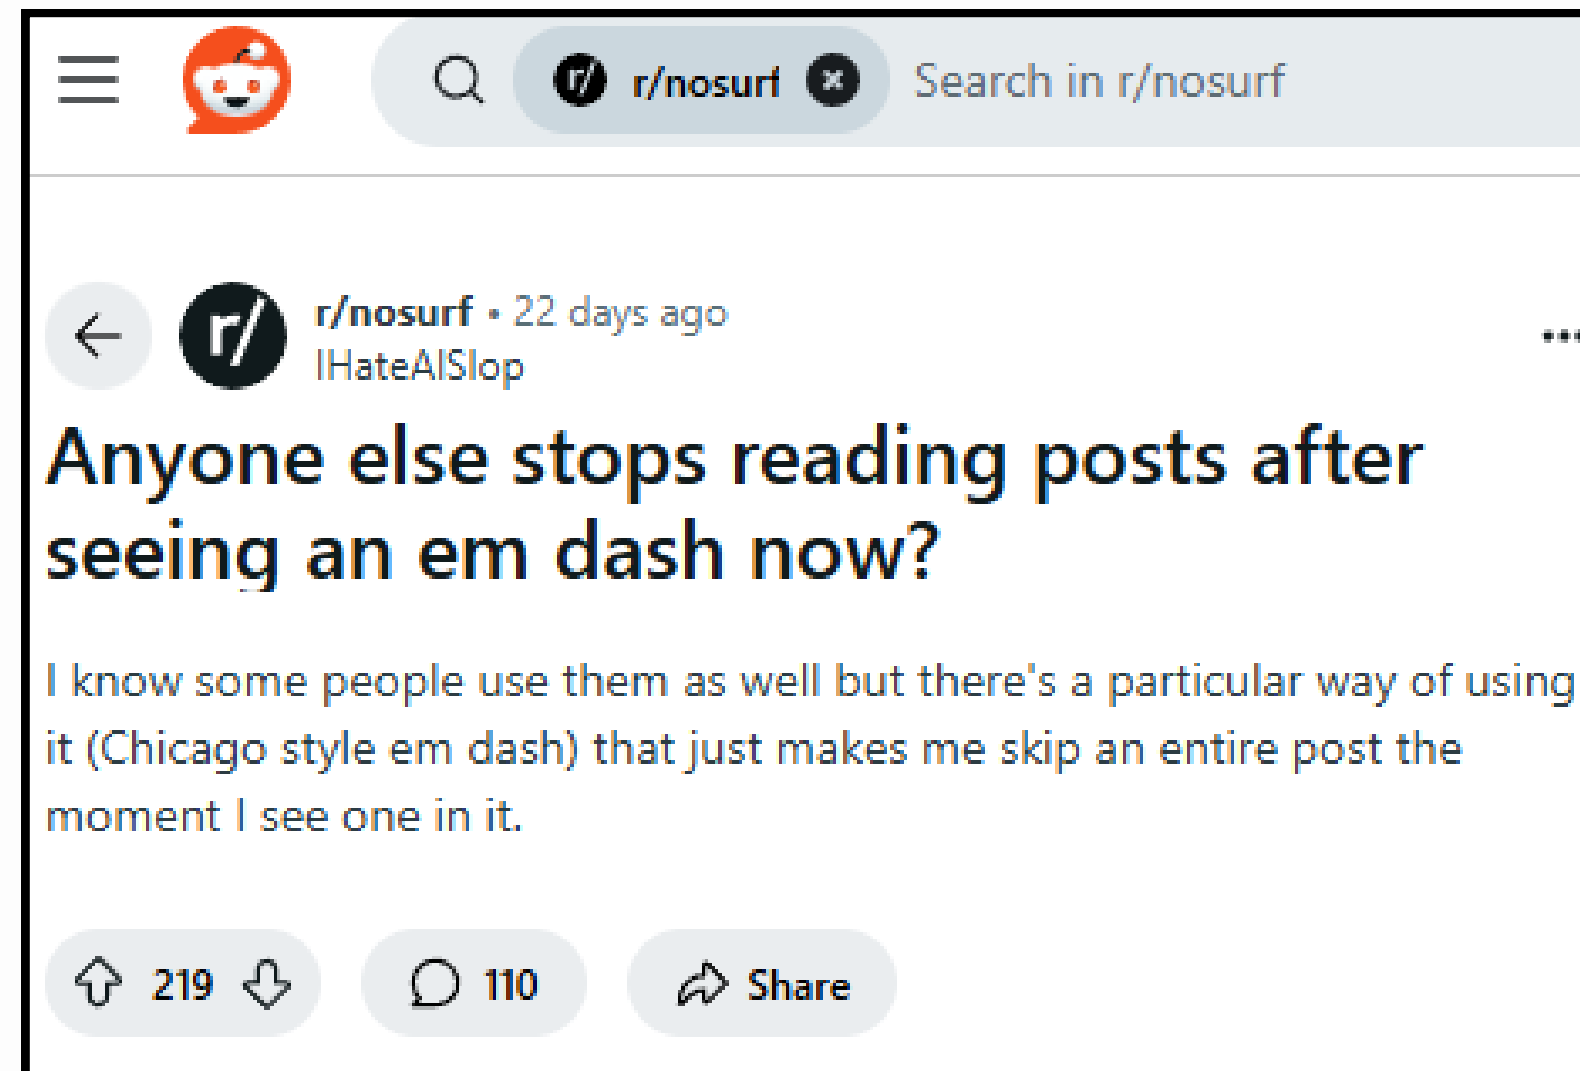 r/nosurf Search in r/nosurf
r/nosurf • 22 days ago
IHateAISlop
Anyone else stops reading posts after
seeing an em dash now?
I know some people use them as well but there's a particular way of using
it (Chicago style em dash) that just makes me skip an entire post the
moment I see one in it.
219 110 Share